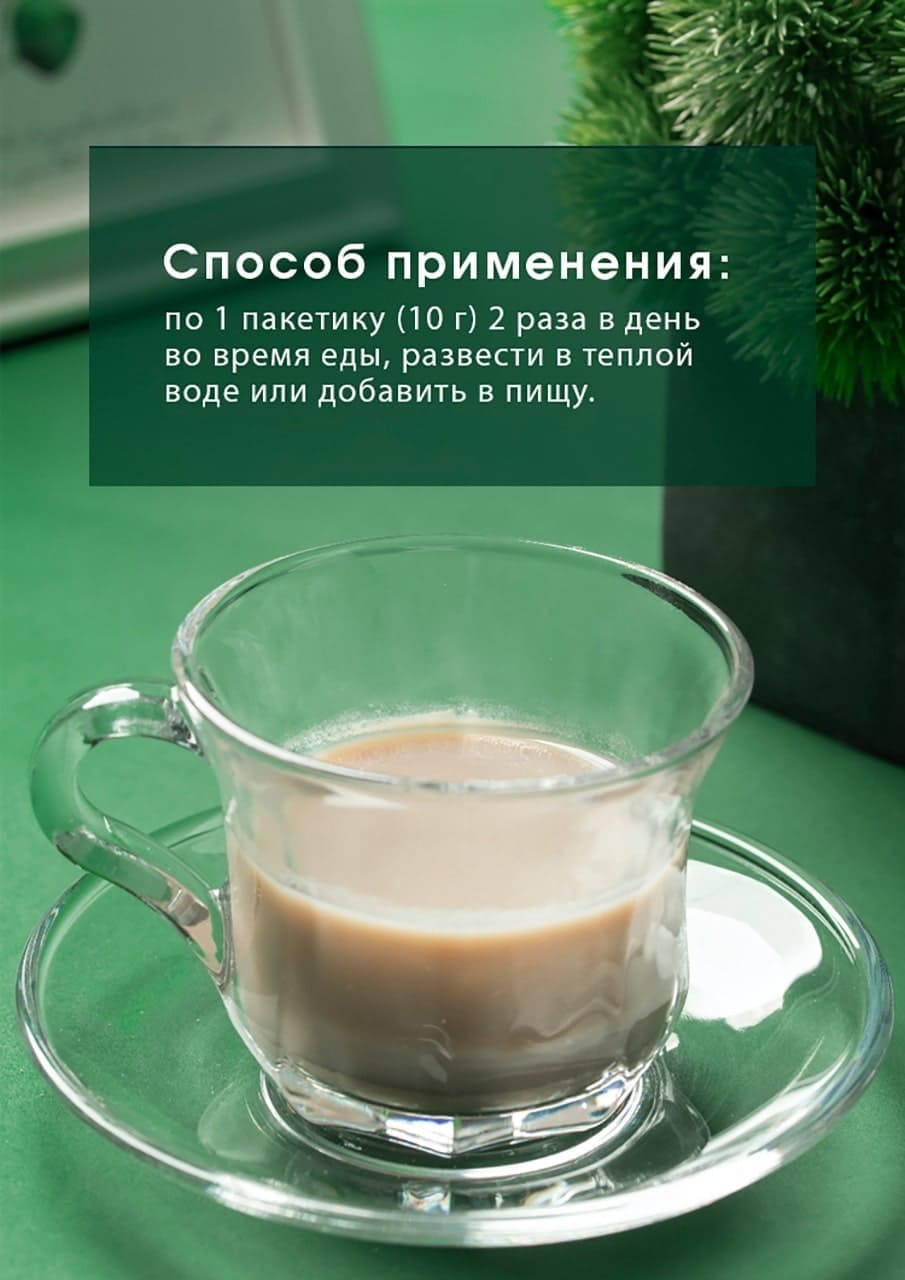 Способ применения:
по 1 пакетику (10 г) 2 раза в день
во время еды, развести в теплой
воде или добавить в пищу.